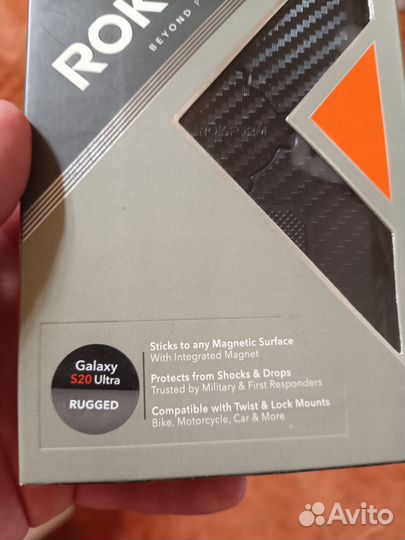 ROK
BEYOND P
ROKFORM
Galaxy
S20 Ultra
RUGGED
Sticks to any Magnetic Surface
With Integrated Magnet
Protects from Shocks & Drops
Trusted by Military & First Responders
Compatible with Twist & Lock Mounts
Bike, Motorcycle, Car & More
Avito